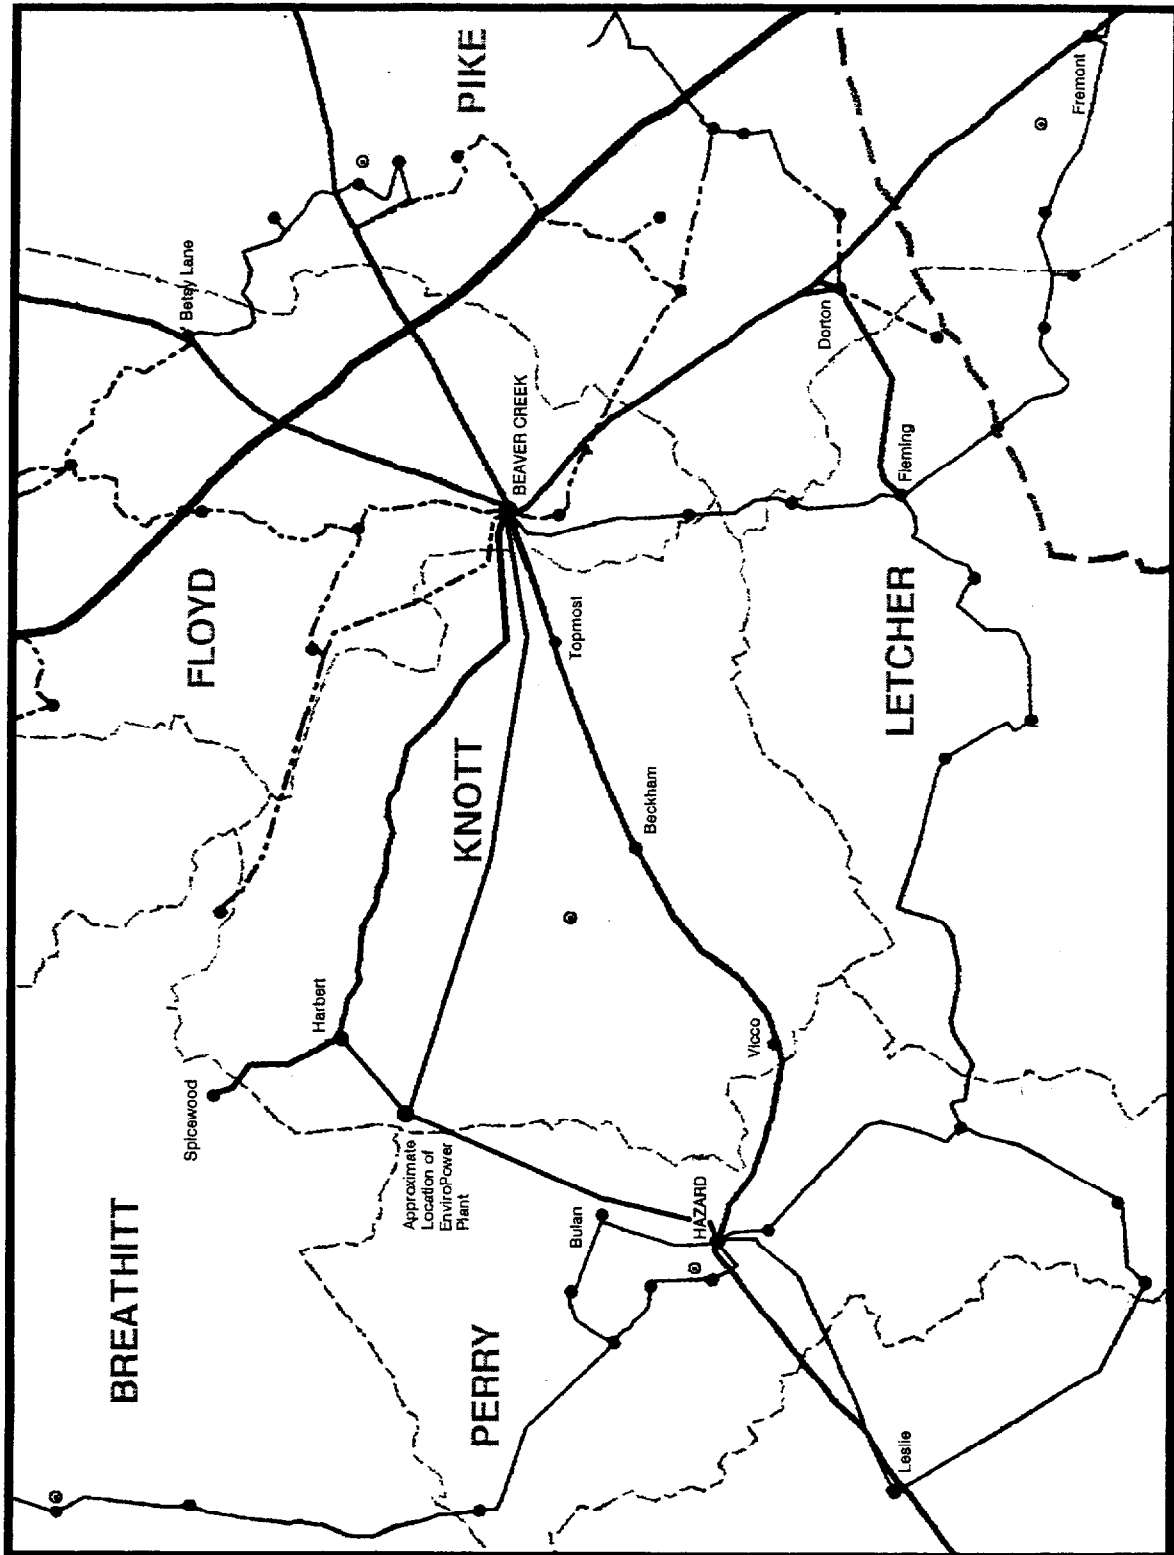 BREATHITT
Spicewood
FLOYD
Betsy Lane
Harbert
Approximate
Location of
EnviroPower
Plant
PERRY
KNOTT
PIKE
BEAVER CREEK
Bulan
Topmost
Beckham
HAZARD
Vicco
Dorton
Leslie
LETCHER
Fleming
Fremont